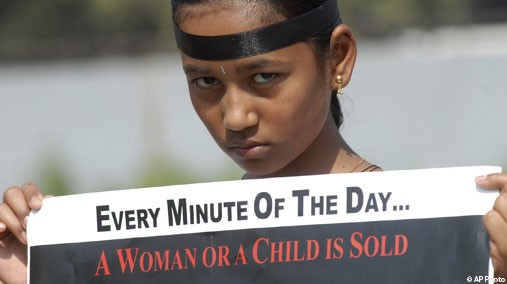 EVERY MINUTE OF THE DAY...
A WOMAN OR A CHILD IS SOLD
© AP Photo